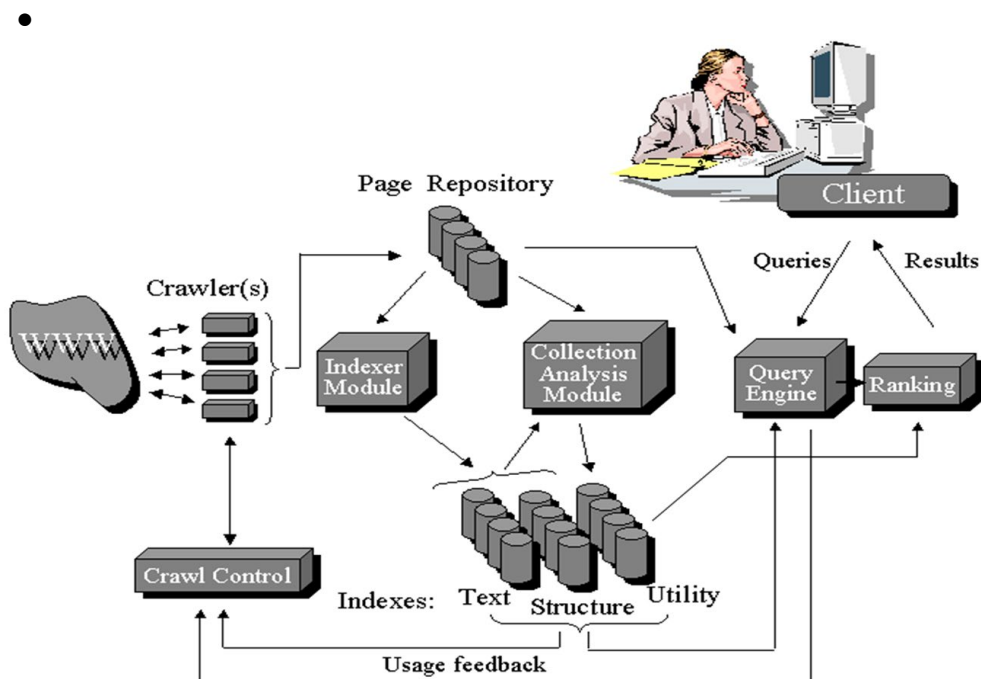 •
Client
Page Repository
Queries
Results
Crawler(s)
WWW
Indexer
Module
Collection
Analysis
Module
Query
Engine
Ranking
Crawl Control
Indexes:
Text
Structure
Utility
Usage feedback